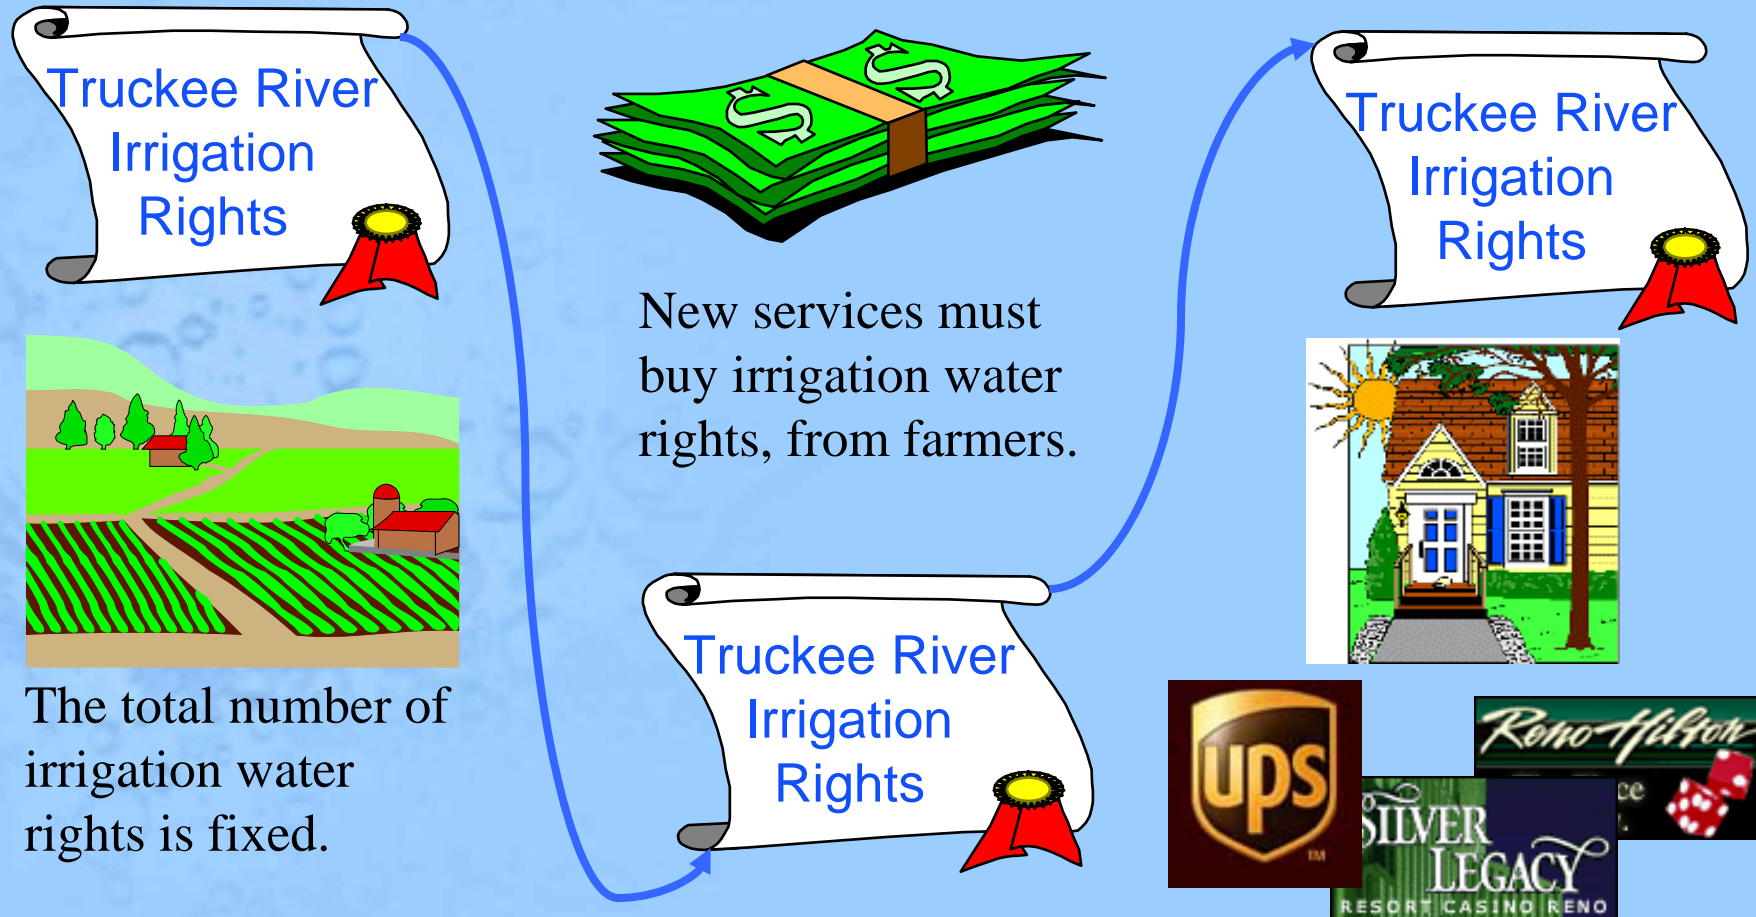 Truckee River
Irrigation
Rights
The total number of
irrigation water
rights is fixed.
New services must
buy irrigation water
rights, from farmers.
Truckee River
Irrigation
Rights
Truckee River
Irrigation
Rights
ups
TM
Reno Hilton
SILVER
LEGACY
RESORT CASINO RENO